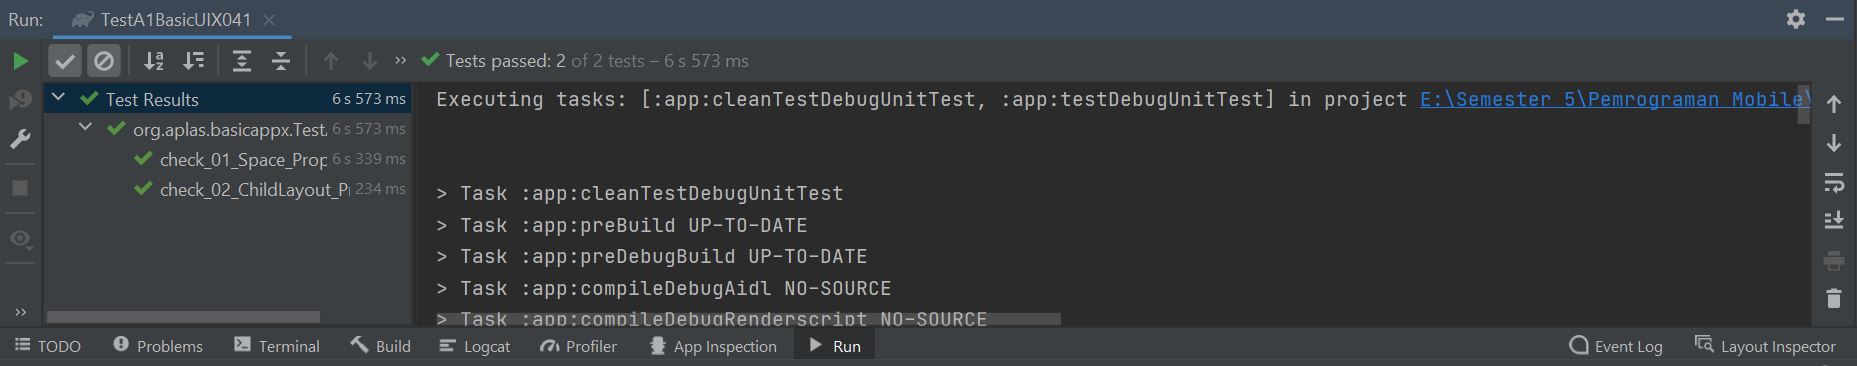 Run: TestA1BasicUIX041
Tests passed: 2 of 2 tests – 6 s 573 ms
Test Results 6 s 573 ms
org.aplas.basicappx.Test 6 s 573 ms
check_01_Space_Prop 6 s 339 ms
check_02_ChildLayout_P 234 ms
Executing tasks: [:app:cleanTestDebugUnitTest, :app:testDebugUnitTest] in project E:\Semester 5\Pemrograman Mobile\
> Task :app:cleanTestDebugUnitTest
> Task :app:preBuild UP-TO-DATE
> Task :app:preDebugBuild UP-TO-DATE
> Task :app:compileDebugAidl NO-SOURCE
> Task :app:compileDebugRenderscript NO-SOURCE
TODO Problems Terminal Build Logcat Profiler App Inspection Run Event Log Layout Inspector